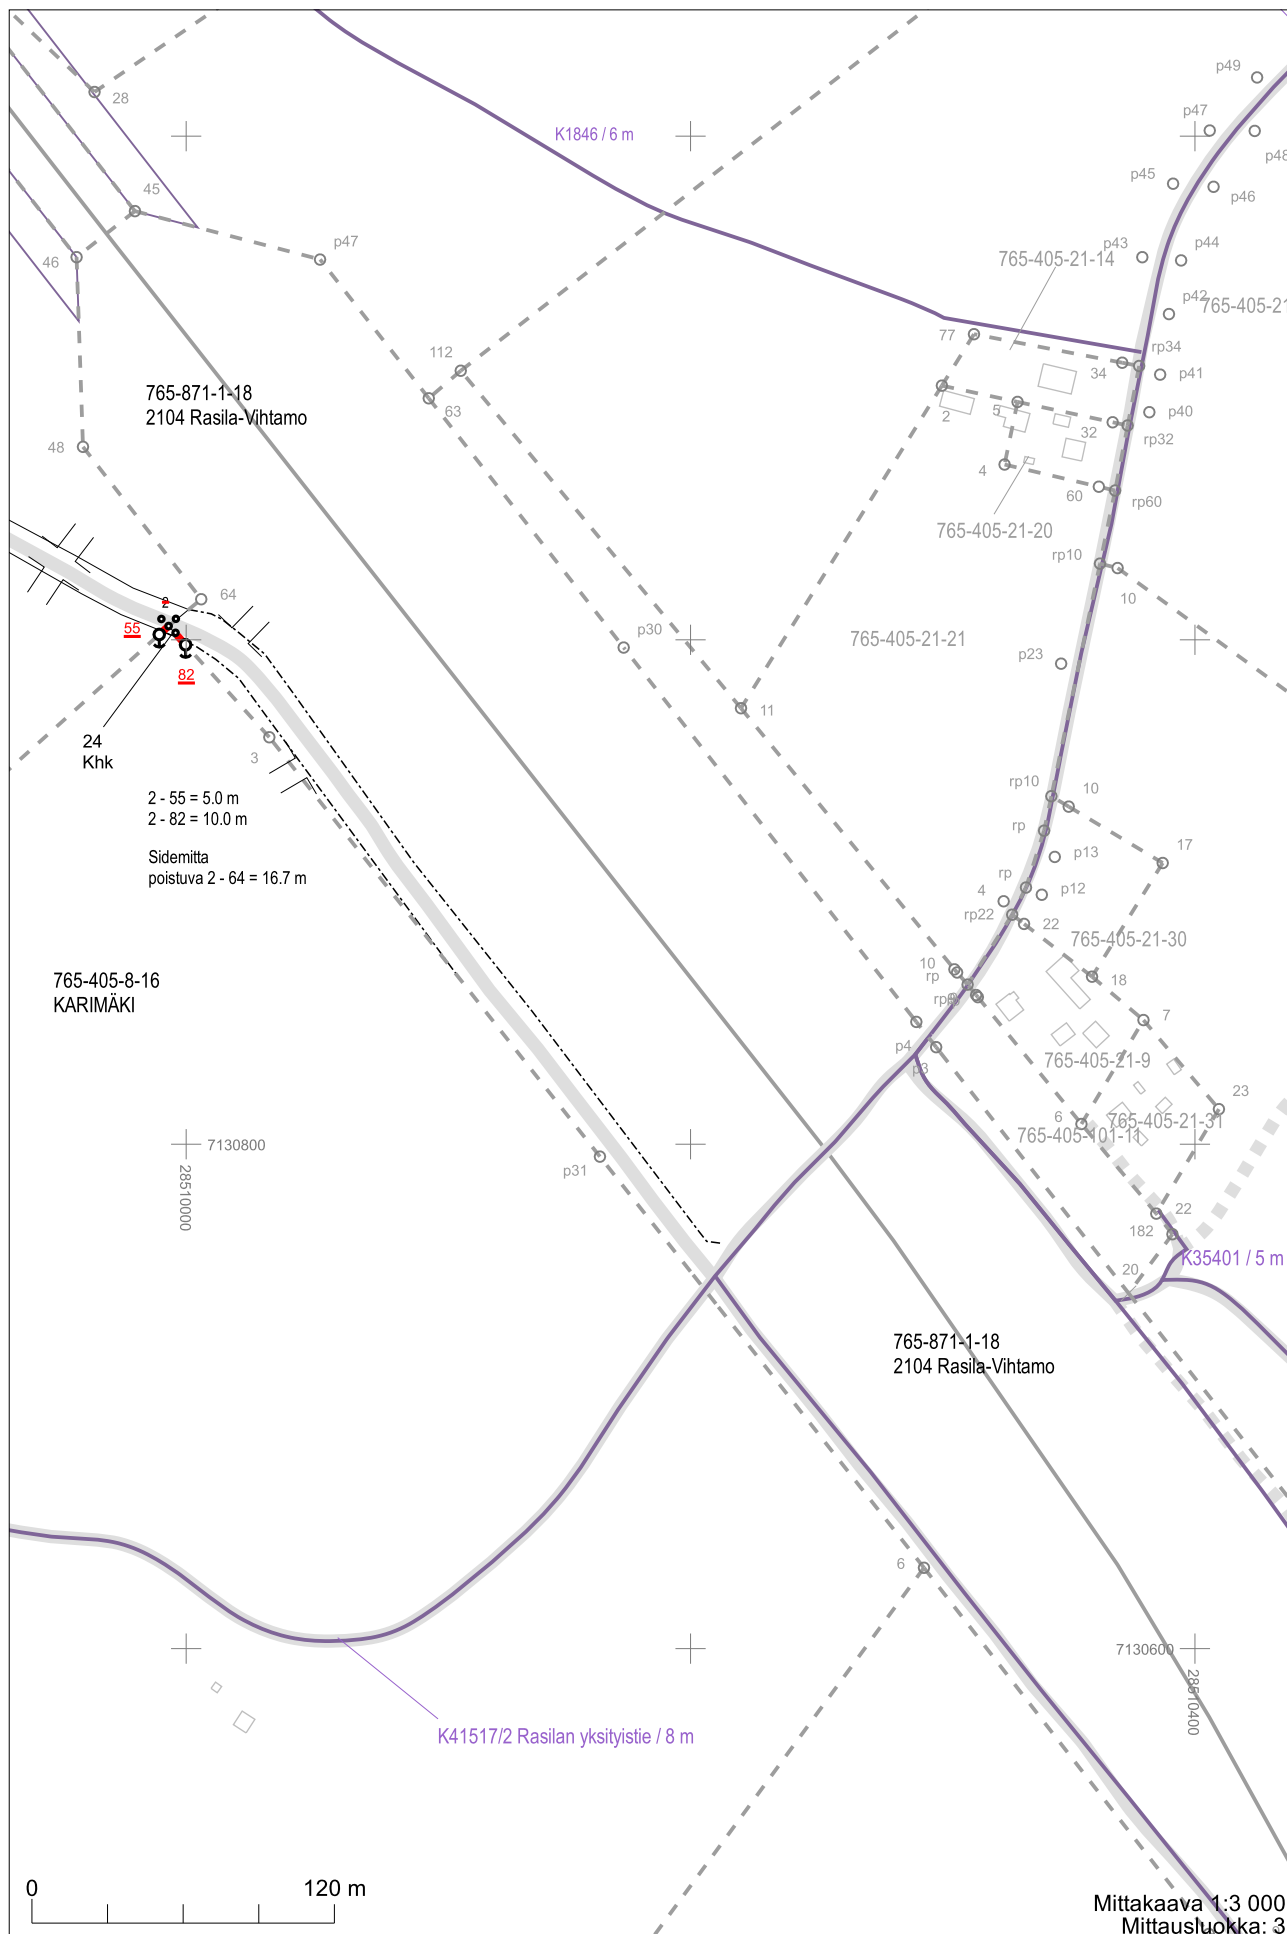 p49
28
p47
K1846 / 6 m
p48
p45
45
p46
p47
p43
p44
46
765-405-21-14
p42
765-405-21
77
rp34
112
34
p41
765-871-1-18
63
2
5
p40
2104 Rasila-Vihtamo
32
rp32
48
4
60
rp60
765-405-21-20
rp10
10
64
2
55
p30
765-405-21-21
p23
82
11
24
3
Khk
rp10
10
2 - 55 = 5.0 m
2 - 82 = 10.0 m
rp
Sidemitta
p13
17
poistuva 2 - 64 = 16.7 m
rp
4
p12
rp22
22
765-405-21-30
10
765-405-8-16
rp
18
KARIMÄKI
7
p4
765-405-21-9
p3
23
6
765-405-21-31
765-405-101-1
7130800
28510000
p31
22
182
K35401 / 5 m
20
765-871-1-18
2104 Rasila-Vihtamo
6
7130600
28510400
K41517/2 Rasilan yksityistie / 8 m
0
120 m
Mittakaava 1:3 000
Mittausluokka: 3